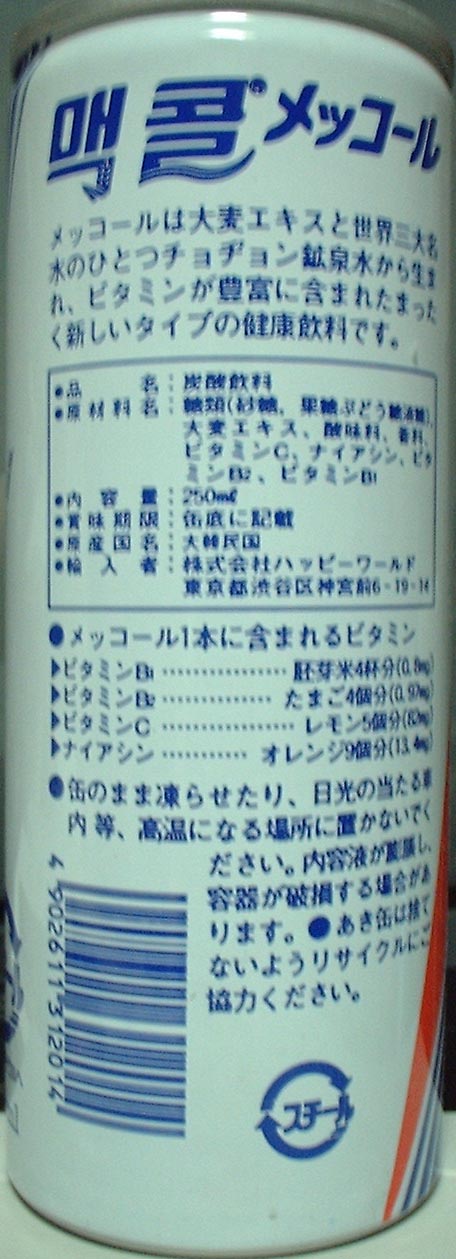 맥콜® メッコール
メッコールは大麦エキスと世界三大名
水のひとつチョヂョン鉱泉水から生ま
れ、ビタミンが豊富に含まれたまった
く新しいタイプの健康飲料です。
●品名：炭酸飲料
●原材料名：糖類(砂糖、果糖ぶどう糖液糖)、
大麦エキス、酸味料、香料、
ビタミンC、ナイアシン、ビタ
ミンB2、ビタミンB1
●内容量：250ml
●賞味期限：缶底に記載
●原産国名：大韓民国
●輸入者：株式会社ハッピーワールド
東京都渋谷区神宮前6-19-14
●メッコール1本に含まれるビタミン
▶ビタミンB1 ……………… 胚芽米4杯分(0.8mg)
▶ビタミンB2 ……………… たまご4個分(0.97mg)
▶ビタミンC ……………… レモン5個分(82mg)
▶ナイアシン ………… オレンジ9個分(13.4mg)
●缶のまま凍らせたり、日光の当たる車
内等、高温になる場所に置かないでく
ださい。内容液が膨張し、
容器が破損する場合があ
ります。●あき缶は捨て
ないようリサイクルにご
協力ください。
4 902611 312014
スチール